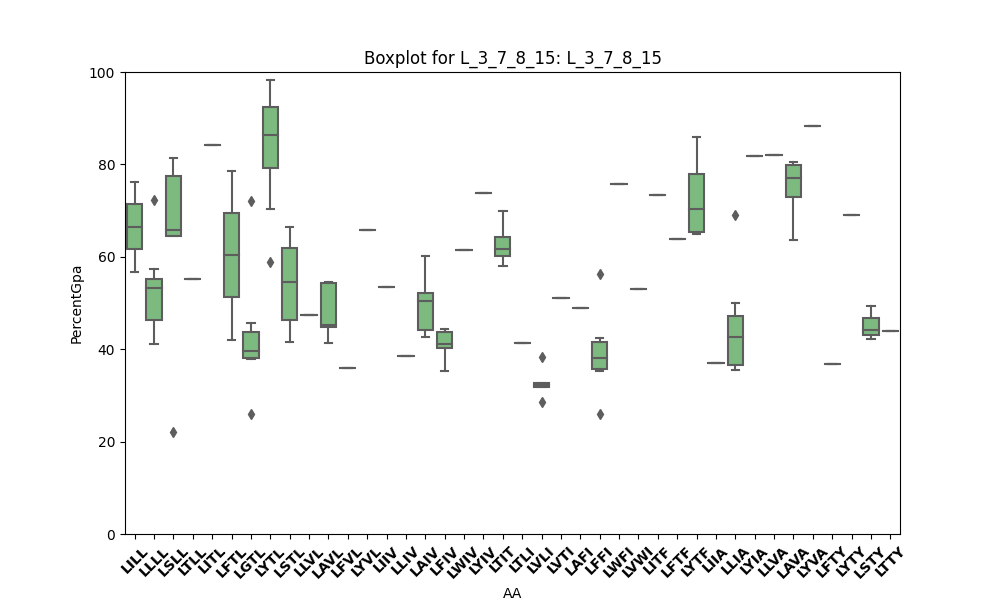 Boxplot for L_3_7_8_15: L_3_7_8_15
100
80
60
40
20
0
PercentGpa
LILL LLLL LSLL LTLL LITL LFTL LGTL LYTL LSTL LLVL LAVL LFVL LYVL LIIV LLIV LAIV LFIV LWIV LYIV LTIT LTLI LVLI LVTI LAFI LFFI LWFI LVWI LITF LFTF LYTF LIIA LLIA LYIA LLVA LAVA LYVA LFTY LYTY LSTY LTTY
AA